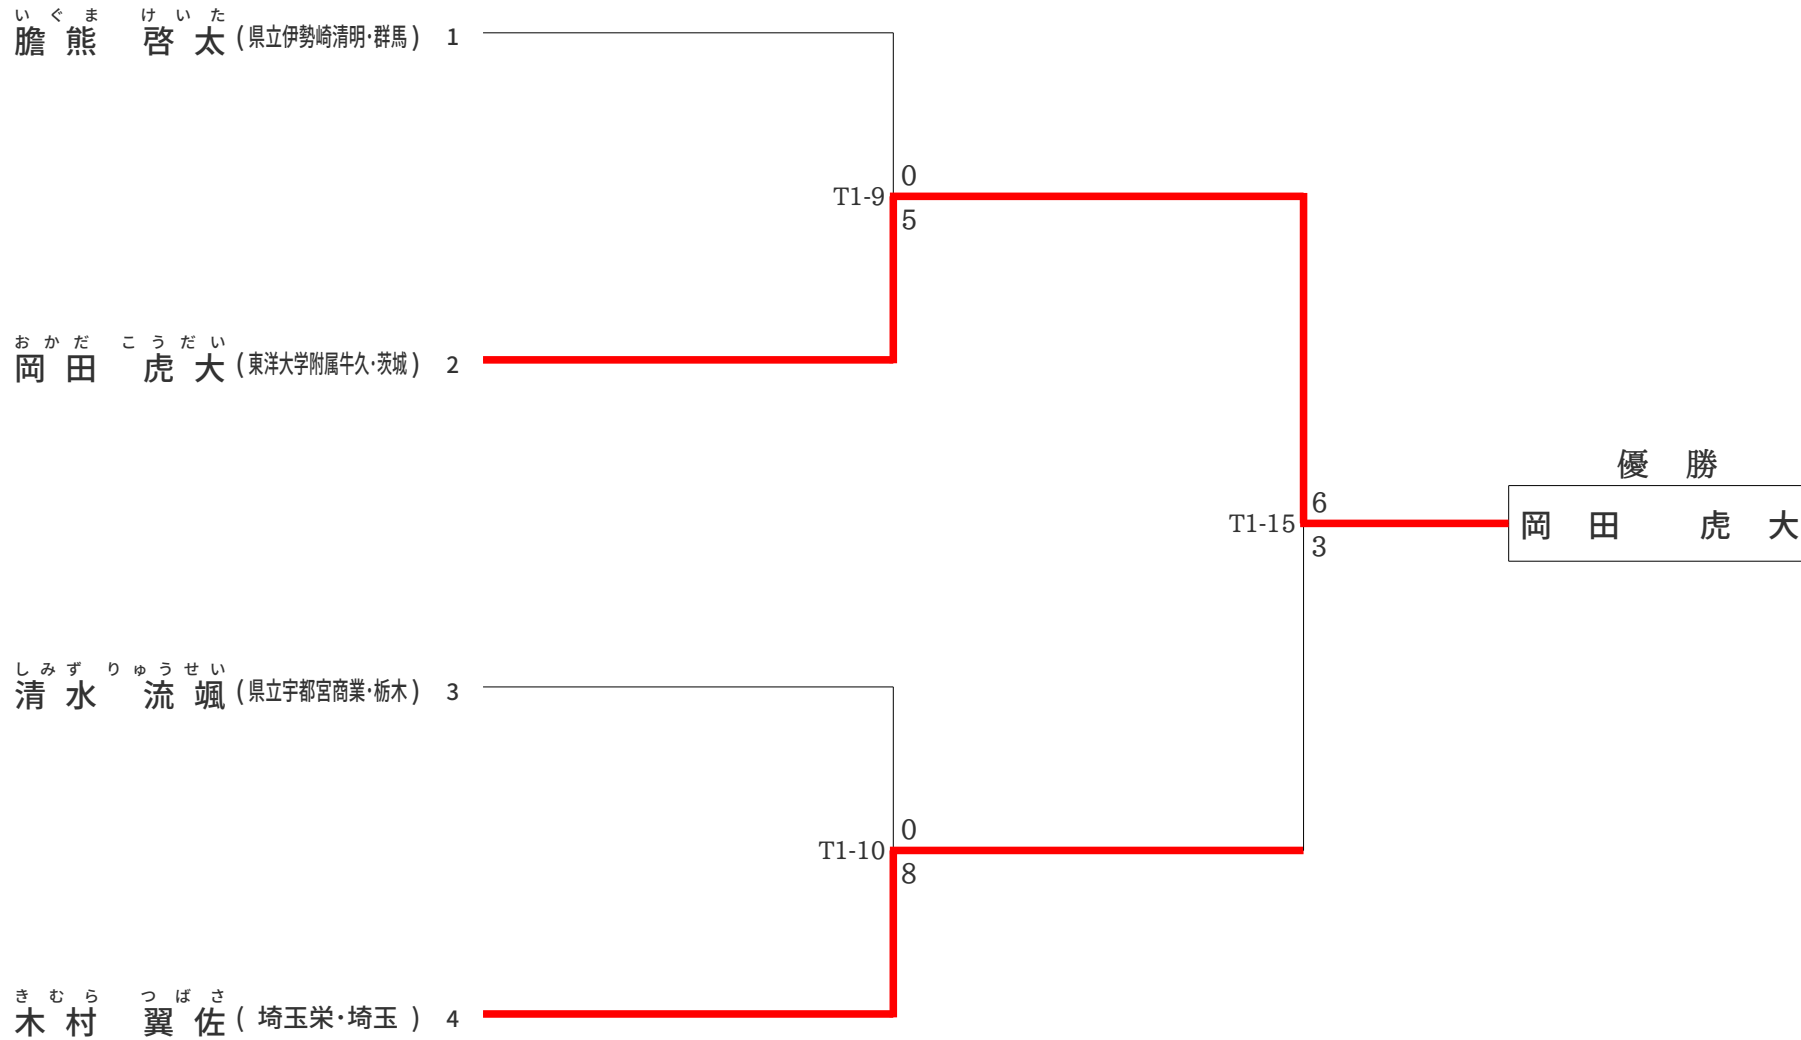 いぐま けいた
膽熊 啓太 (県立伊勢崎清明・群馬) 1
0
T1-9
5
おかだ こうだい
岡田 虎大 (東洋大学附属牛久・茨城) 2
優勝
6
T1-15
岡田 虎大
3
しみず りゅうせい
清水 流颯 (県立宇都宮商業・栃木) 3
0
T1-10
8
きむら つばさ
木村 翼佐 (埼玉栄・埼玉) 4